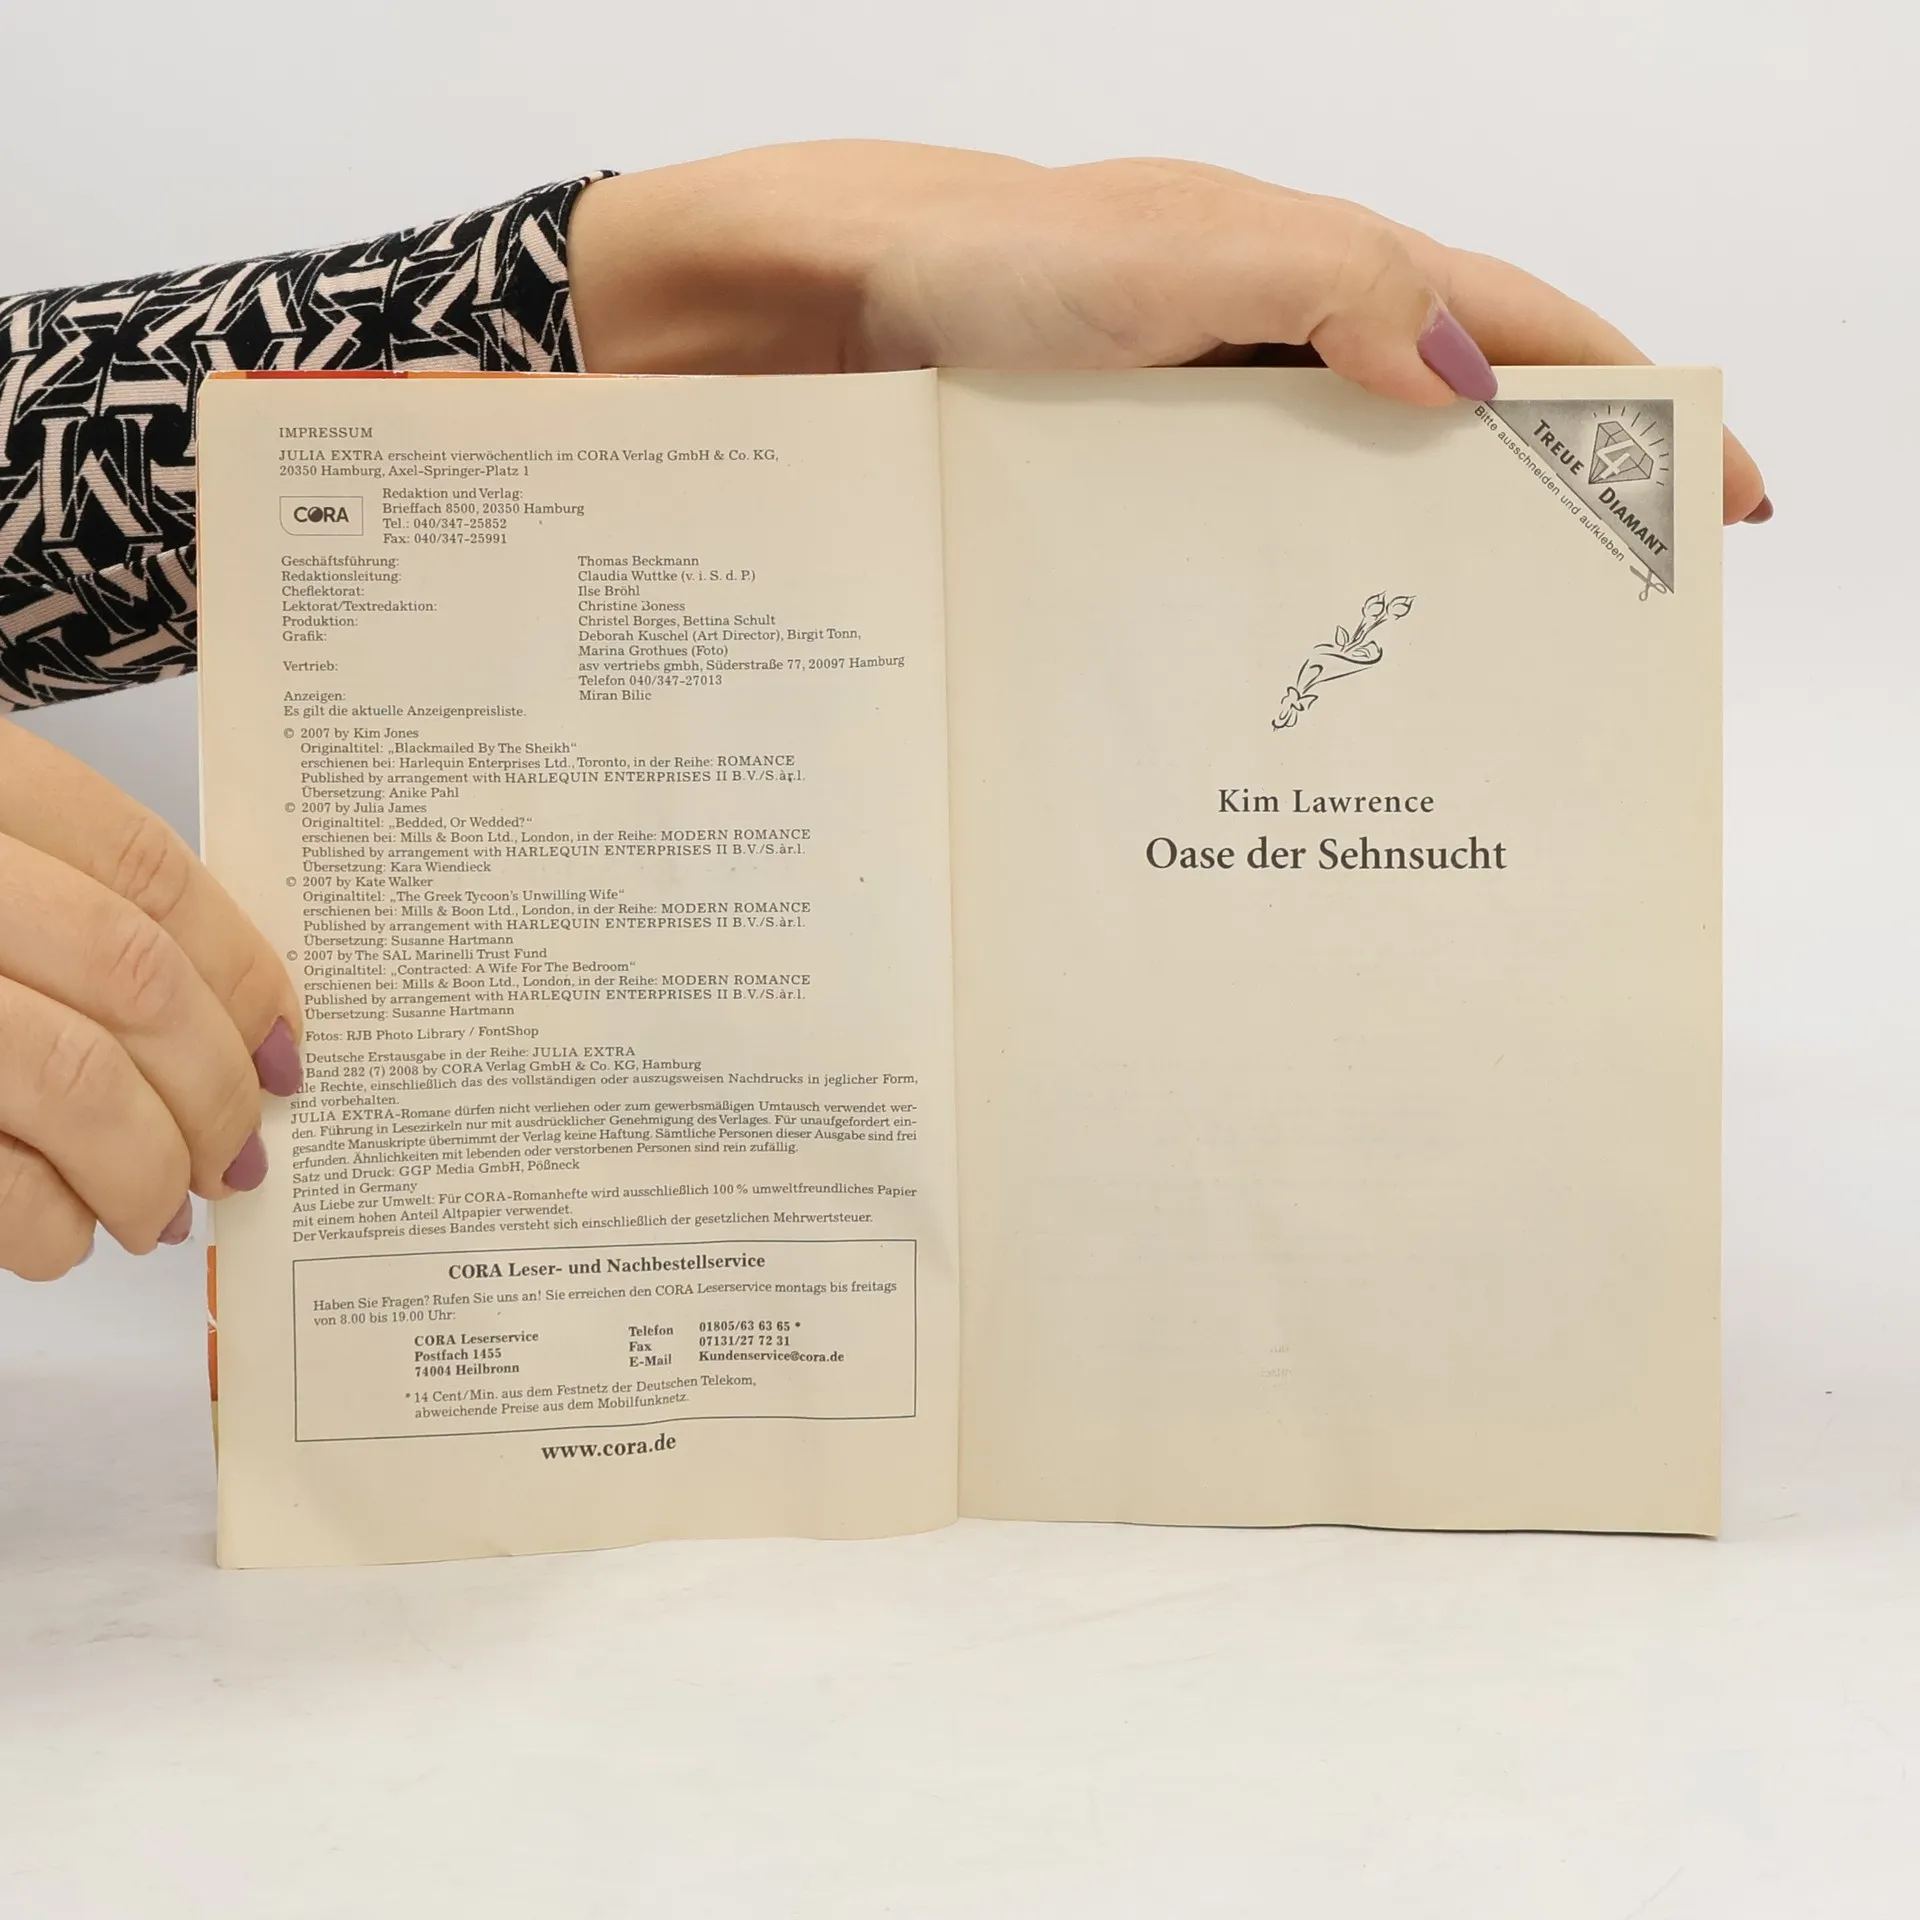 IMPRESSUM
JULIA EXTRA erscheint vierwöchentlich im CORA Verlag GmbH & Co. KG,
20350 Hamburg, Axel-Springer-Platz 1
CORA
Redaktion und Verlag:
Brieffach 8500, 20350 Hamburg
Tel.: 040/347-25852
Fax: 040/347-25991
Geschäftsführung: Thomas Beckmann
Redaktionsleitung: Claudia Wuttke (v. i. S. d. P.)
Cheflektorat: Ilse Bröhl
Lektorat/Textredaktion: Christine Boness
Produktion: Christel Borges, Bettina Schult
Grafik: Deborah Kuschel (Art Director), Birgit Tonn,
Marina Grothues (Foto)
Vertrieb: asv vertriebs gmbh, Süderstraße 77, 20097 Hamburg
Telefon 040/347-27013
Anzeigen: Miran Bilic
Es gilt die aktuelle Anzeigenpreisliste.
© 2007 by Kim Jones
Originaltitel: „Blackmailed By The Sheikh“
erschienen bei: Harlequin Enterprises Ltd., Toronto, in der Reihe: ROMANCE
Published by arrangement with HARLEQUIN ENTERPRISES II B.V./S.àr.l.
Übersetzung: Anike Pahl
© 2007 by Julia James
Originaltitel: „Bedded, Or Wedded?“
erschienen bei: Mills & Boon Ltd., London, in der Reihe: MODERN ROMANCE
Published by arrangement with HARLEQUIN ENTERPRISES II B.V./S.àr.l.
Übersetzung: Kara Wiendieck
© 2007 by Kate Walker
Originaltitel: „The Greek Tycoon's Unwilling Wife“
erschienen bei: Mills & Boon Ltd., London, in der Reihe: MODERN ROMANCE
Published by arrangement with HARLEQUIN ENTERPRISES II B.V./S.àr.l.
Übersetzung: Susanne Hartmann
© 2007 by The SAL Marinelli Trust Fund
Originaltitel: „Contracted: A Wife For The Bedroom“
erschienen bei: Mills & Boon Ltd., London, in der Reihe: MODERN ROMANCE
Published by arrangement with HARLEQUIN ENTERPRISES II B.V./S.àr.l.
Übersetzung: Susanne Hartmann
Fotos: RJB Photo Library / FontShop
Deutsche Erstausgabe in der Reihe: JULIA EXTRA
Band 282 (7) 2008 by CORA Verlag GmbH & Co. KG, Hamburg
Rechte, einschließlich das des vollständigen oder auszugsweisen Nachdrucks in jeglicher Form,
sind vorbehalten.
JULIA EXTRA-Romane dürfen nicht verliehen oder zum gewerbsmäßigen Umtausch verwendet wer-
den. Führung in Lesezirkeln nur mit ausdrücklicher Genehmigung des Verlages. Für unaufgefordert ein-
gesandte Manuskripte übernimmt der Verlag keine Haftung. Sämtliche Personen dieser Ausgabe sind frei
erfunden. Ähnlichkeiten mit lebenden oder verstorbenen Personen sind rein zufällig.
Satz und Druck: GGP Media GmbH, Pößneck
Printed in Germany
Aus Liebe zur Umwelt: Für CORA-Romanhefte wird ausschließlich 100 % umweltfreundliches Papier
mit einem hohen Anteil Altpapier verwendet.
Der Verkaufspreis dieses Bandes versteht sich einschließlich der gesetzlichen Mehrwertsteuer.
CORA Leser- und Nachbestellservice
Haben Sie Fragen? Rufen Sie uns an! Sie erreichen den CORA Leserservice montags bis freitags
von 8.00 bis 19.00 Uhr:
CORA Leserservice
Postfach 1455
74004 Heilbronn
Telefon 01805/63 63 65 *
Fax 07131/27 72 31
E-Mail Kundenservice@cora.de
* 14 Cent/Min. aus dem Festnetz der Deutschen Telekom,
abweichende Preise aus dem Mobilfunknetz.
www.cora.de
TREUE
4
DIAMANT
Bitte ausschneiden und aufkleben
Kim Lawrence
Oase der Sehnsucht